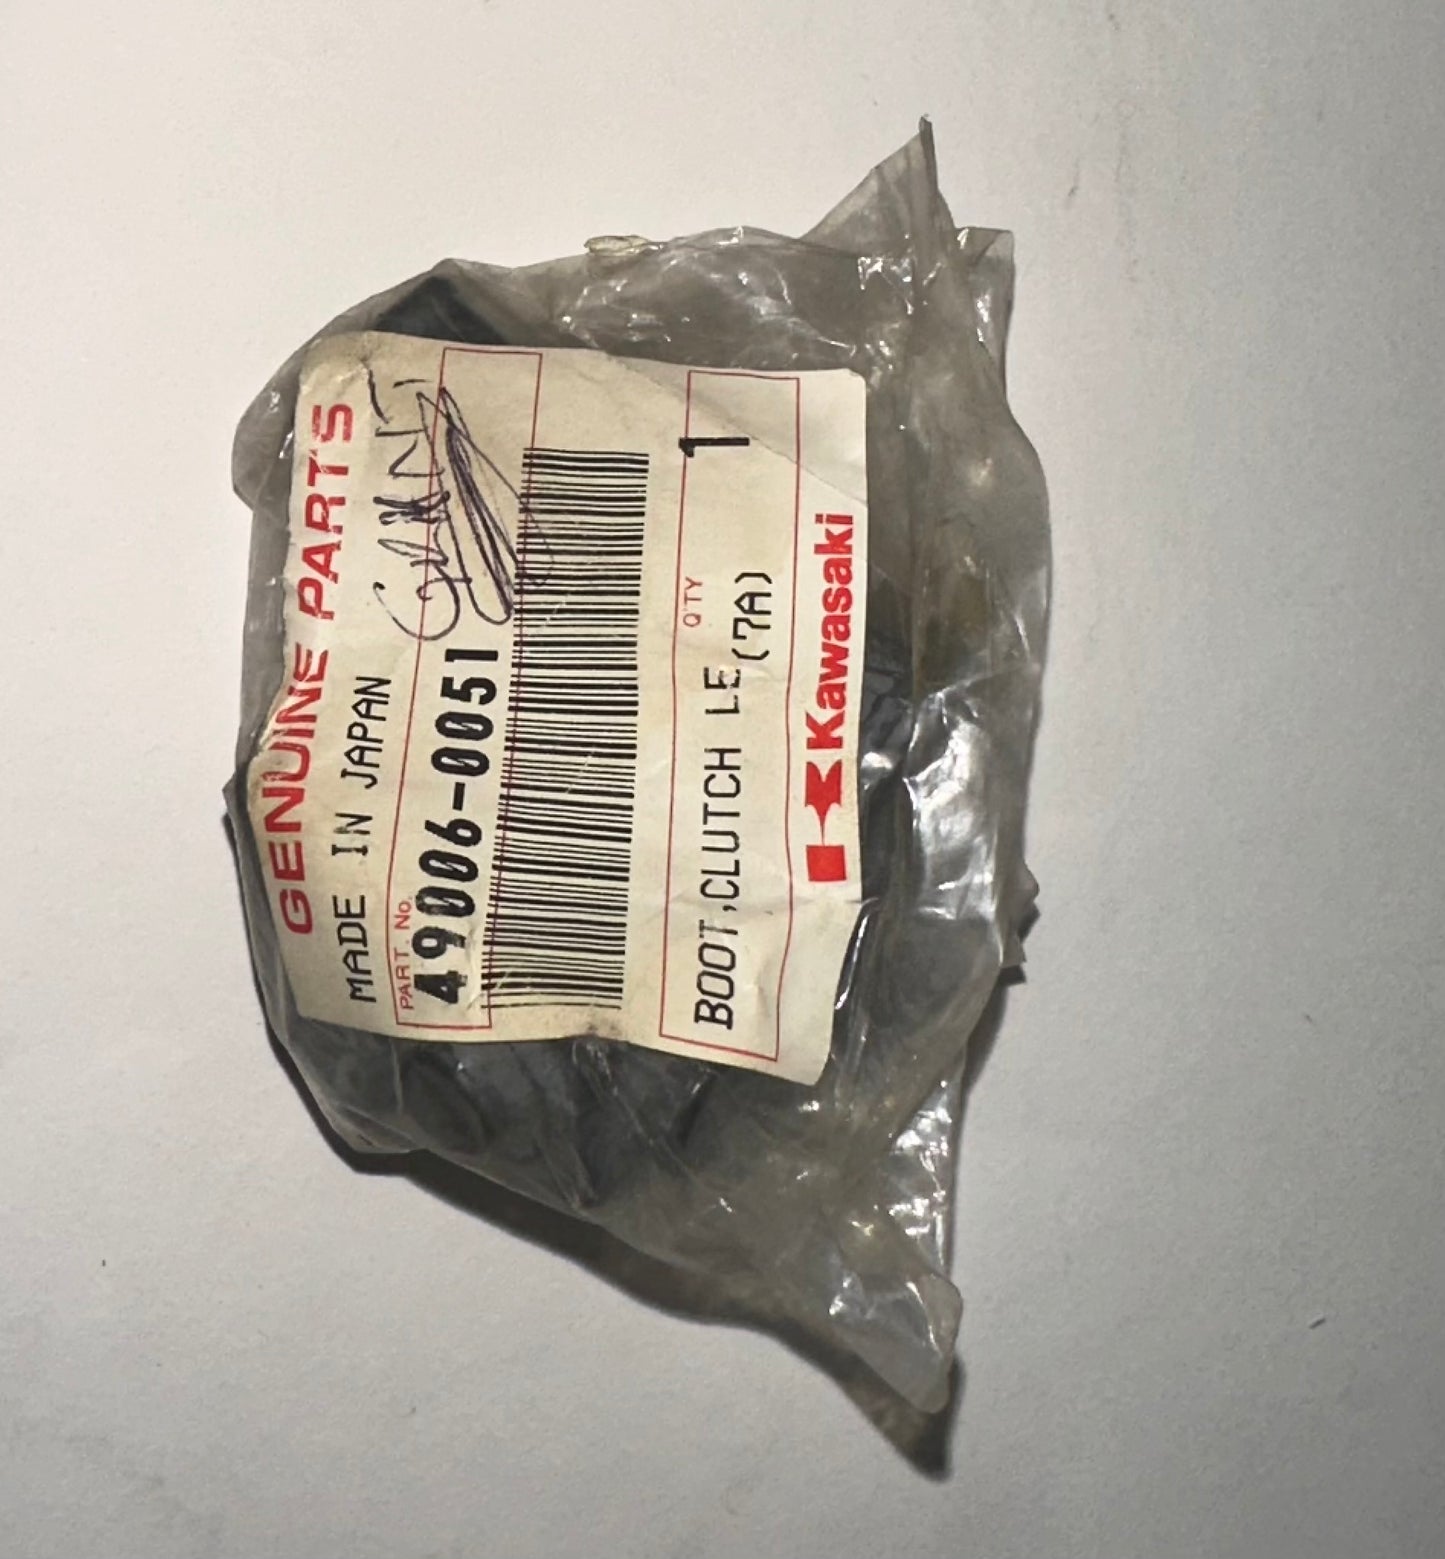 GENUINE PARTS
MADE IN JAPAN
PART. No.
49006-0051
BOOT,CLUTCH LE
(7A)
Q'TY
1
Kawasaki